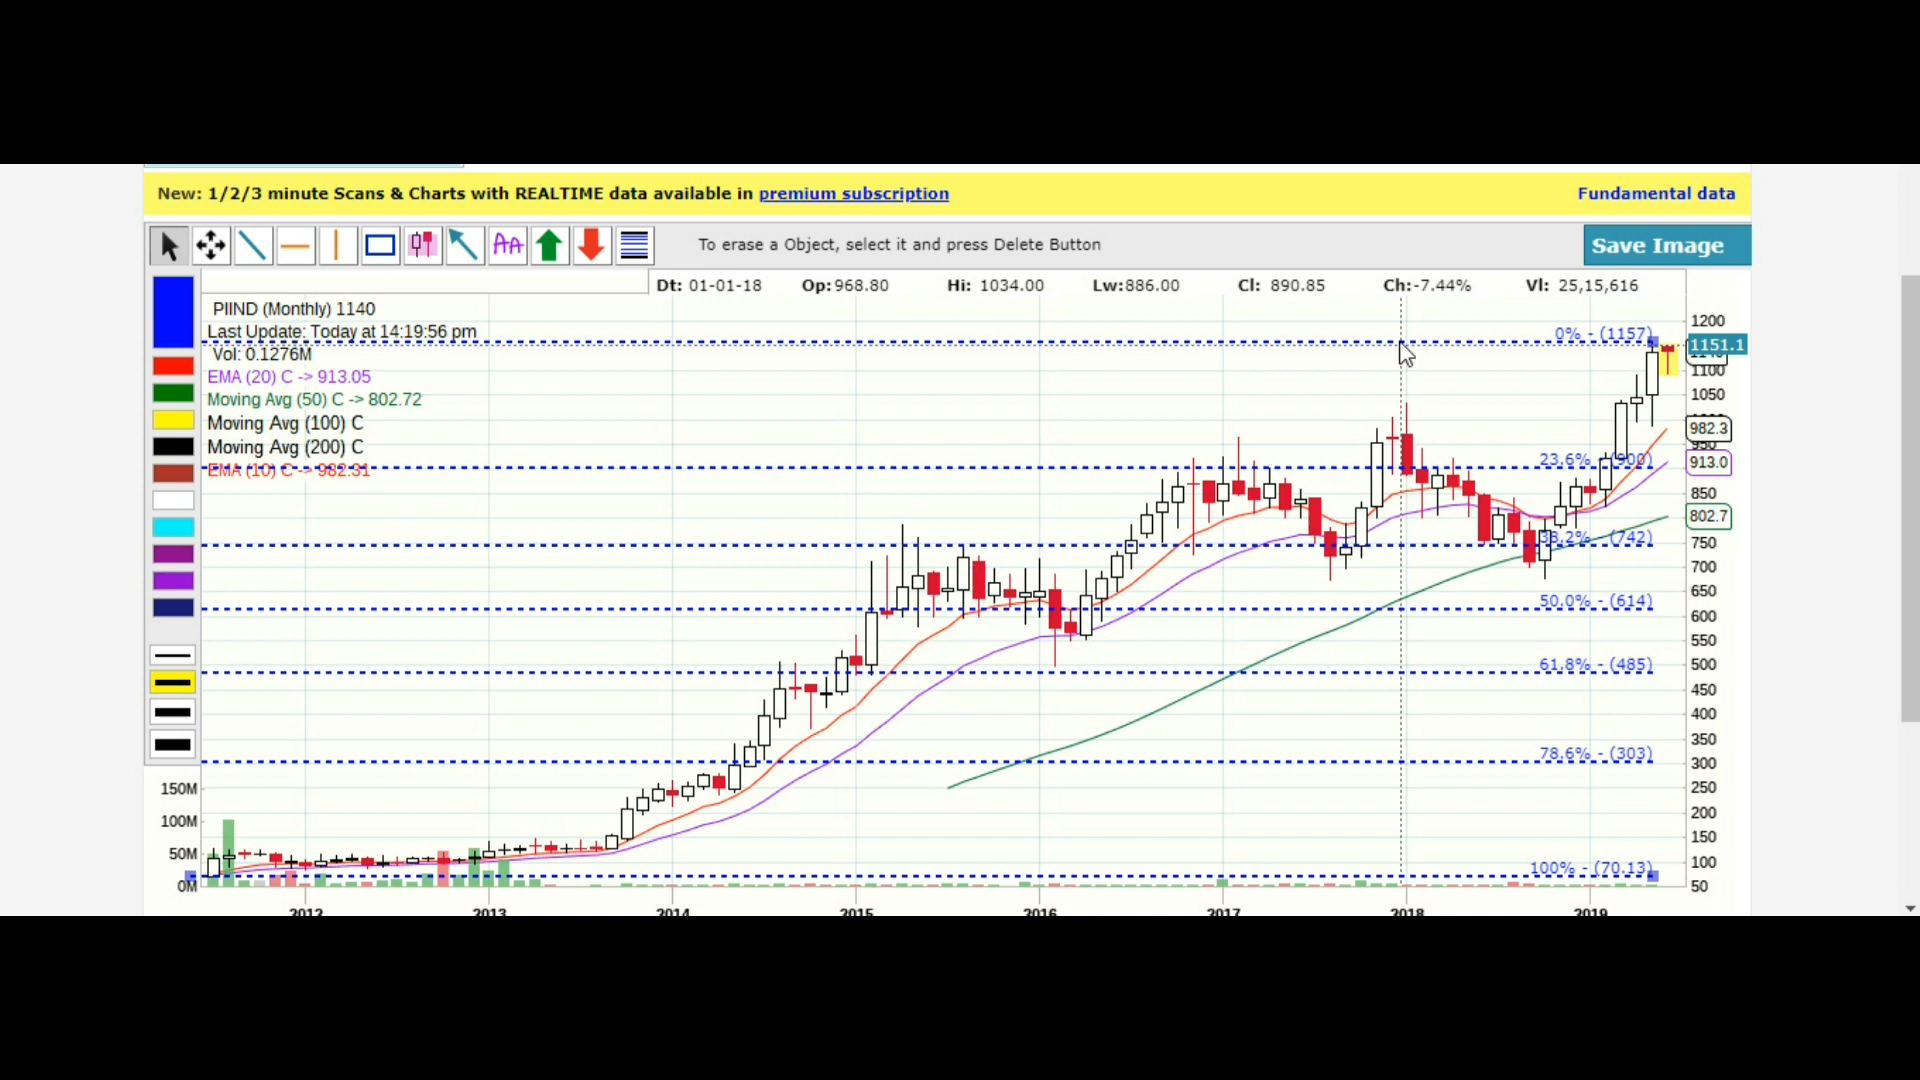 New: 1/2/3 minute Scans & Charts with REALTIME data available in premium subscription
Fundamental data
AA
To erase a Object, select it and press Delete Button
Save Image
Dt: 01-01-18 Op:968.80 Hi: 1034.00 Lw:886.00 Cl: 890.85 Ch:-7.44% Vl: 25,15,616
PIIND (Monthly) 1140
Last Update: Today at 14:19:56 pm
Vol: 0.1276M
EMA (20) C -> 913.05
Moving Avg (50) C -> 802.72
Moving Avg (100) C
Moving Avg (200) C
EMA (10) C -> 982.31
0% - (1157)
23.6% - (900)
38.2% - (742)
50.0% - (614)
61.8% - (485)
78.6% - (303)
100% - (70.13)
1200
1151.1
1100
1050
982.3
950
913.0
850
802.7
750
700
650
600
550
500
450
400
350
300
250
200
150
100
50
150M
100M
50M
0M
2012 2013 2014 2015 2016 2017 2018 2019